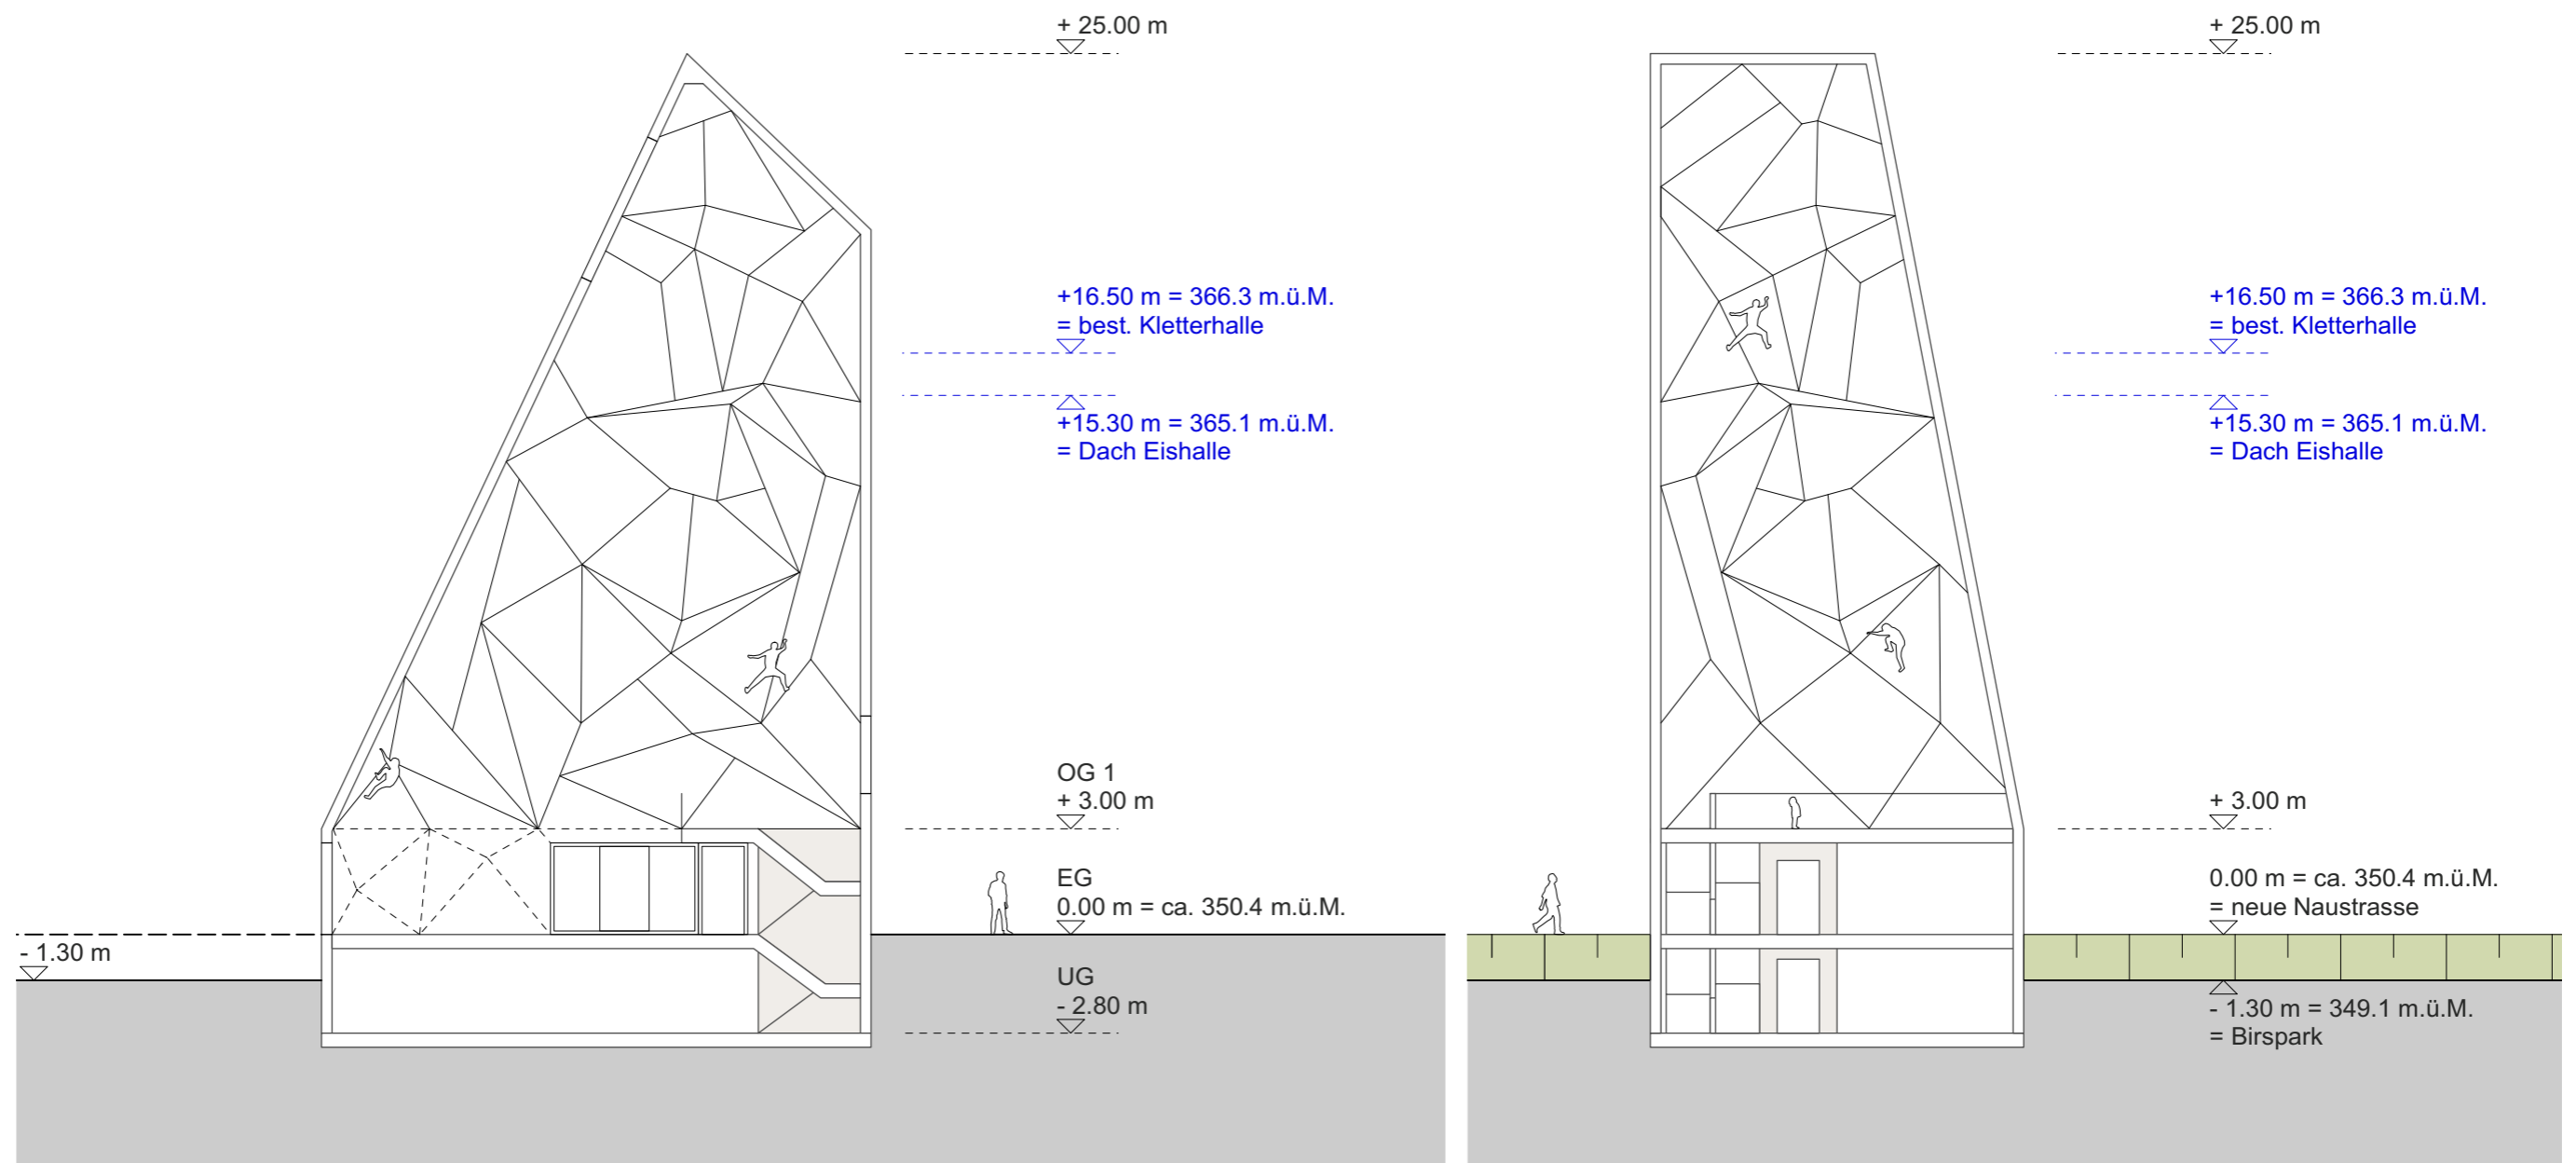 + 25.00 m
+16.50 m = 366.3 m.ü.M.
= best. Kletterhalle
+15.30 m = 365.1 m.ü.M.
= Dach Eishalle
OG 1
+ 3.00 m
EG
0.00 m = ca. 350.4 m.ü.M.
- 1.30 m
UG
- 2.80 m
+ 25.00 m
+16.50 m = 366.3 m.ü.M.
= best. Kletterhalle
+15.30 m = 365.1 m.ü.M.
= Dach Eishalle
+ 3.00 m
0.00 m = ca. 350.4 m.ü.M.
= neue Naustrasse
- 1.30 m = 349.1 m.ü.M.
= Birspark